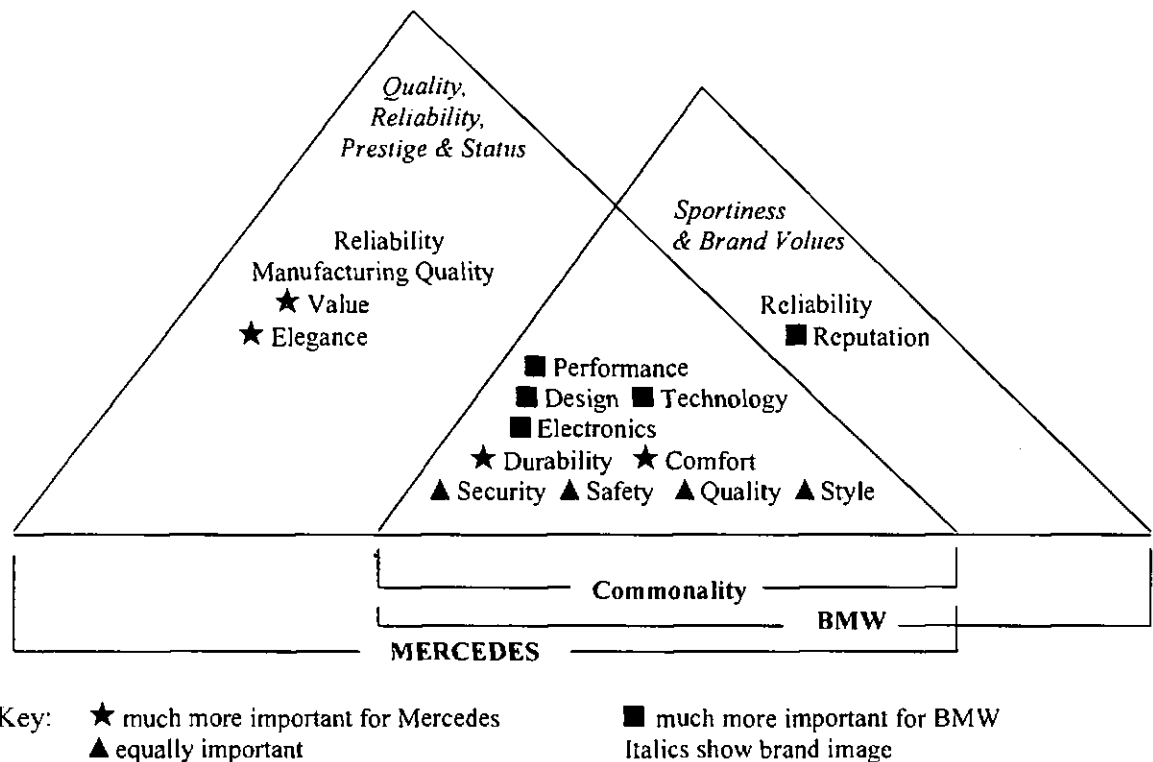 Quality,
Reliability,
Prestige & Status
Sportiness
& Brand Volues
Reliability
Manufacturing Quality
★ Value
★ Elegance
Reliability
■ Reputation
■ Performance
■ Design ■ Technology
■ Electronics
★ Durability ★ Comfort
▲ Security ▲ Safety ▲ Quality ▲ Style
Commonality
BMW
MERCEDES
Key: ★ much more important for Mercedes ■ much more important for BMW
▲ equally important Italics show brand image